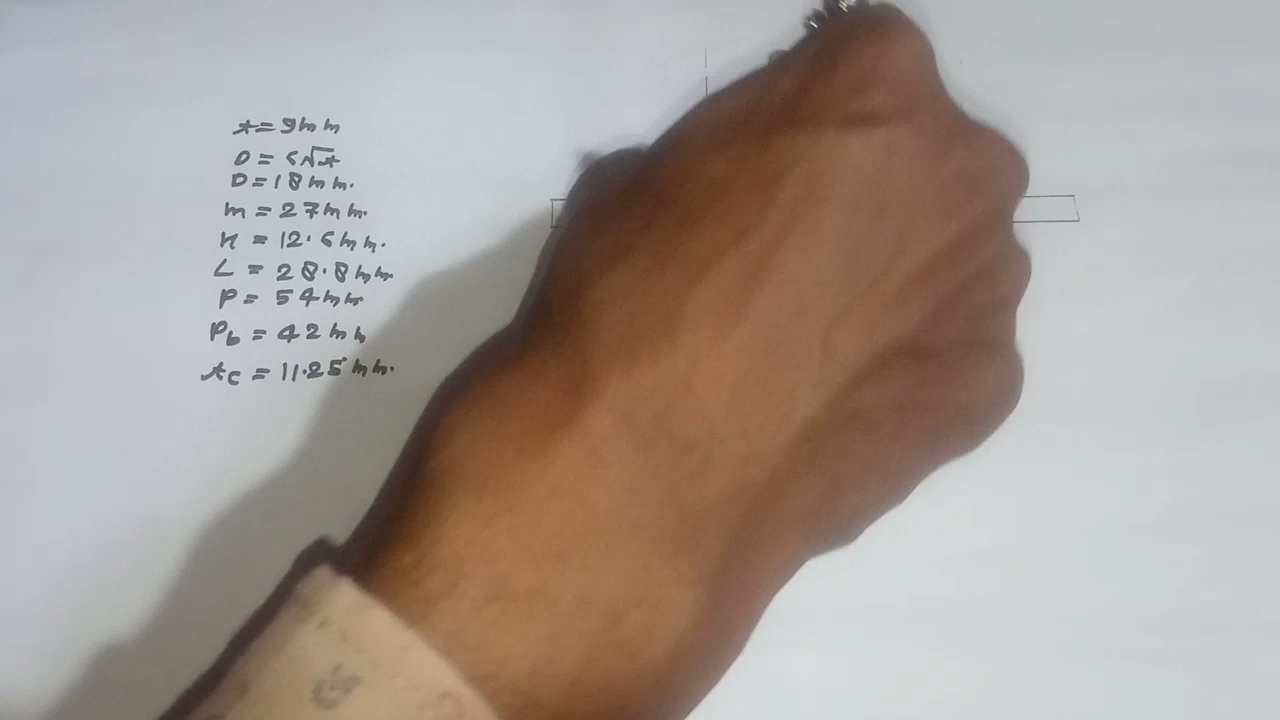 t = 9mm
D = 6√t
D = 18mm.
m = 27mm.
H = 12.6mm.
L = 28.8mm
P = 54mm
Pb = 42mm
tc = 11.25mm.